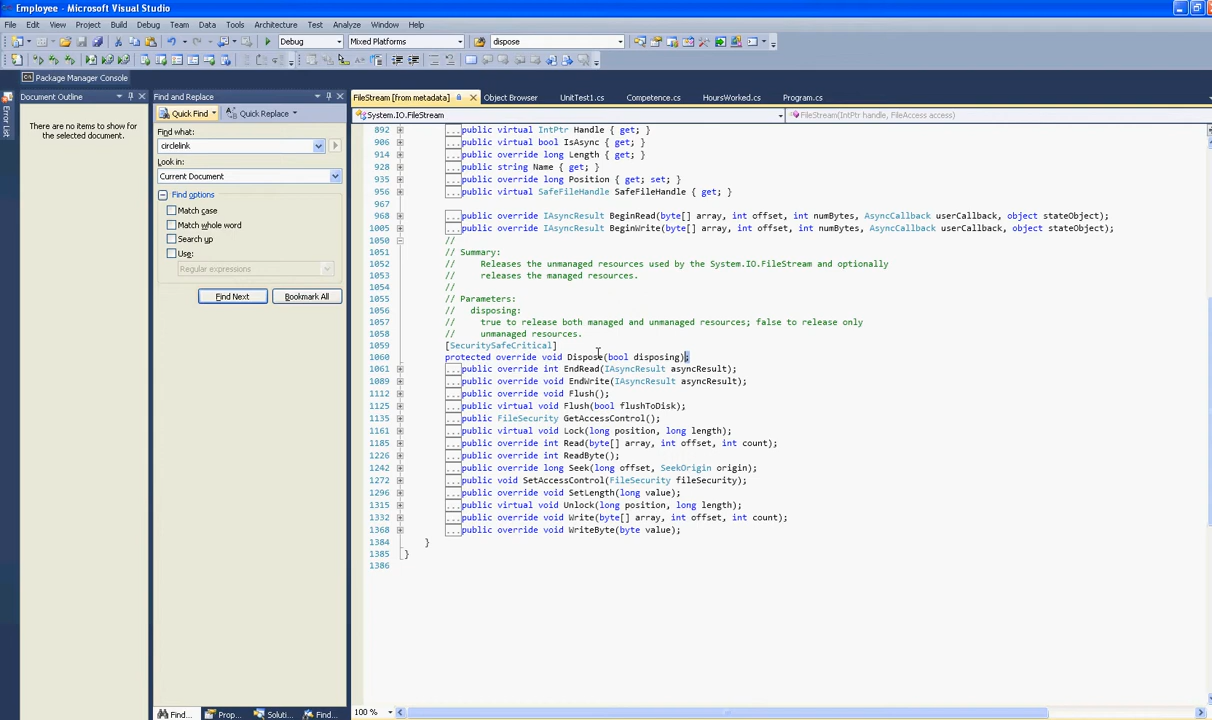 Employee - Microsoft Visual Studio
File Edit View Project Build Debug Team Data Tools Architecture Test Analyze Window Help
Debug Mixed Platforms dispose
Package Manager Console
Error List
Document Outline
There are no items to show for
the selected document.
Find and Replace
Quick Find Quick Replace
Find what:
circlelink
Look in:
Current Document
Find options
Match case
Match whole word
Search up
Use:
Regular expressions
Find Next Bookmark All
FileStream [from metadata] Object Browser UnitTest1.cs Competence.cs HoursWorked.cs Program.cs
System.IO.FileStream FileStream(IntPtr handle, FileAccess access)
892 ...public virtual IntPtr Handle { get; }
906 ...public virtual bool IsAsync { get; }
914 ...public override long Length { get; }
928 ...public string Name { get; }
935 ...public override long Position { get; set; }
956 ...public virtual SafeFileHandle SafeFileHandle { get; }
967
968 ...public override IAsyncResult BeginRead(byte[] array, int offset, int numBytes, AsyncCallback userCallback, object stateObject);
1005 ...public override IAsyncResult BeginWrite(byte[] array, int offset, int numBytes, AsyncCallback userCallback, object stateObject);
1050 //
1051 // Summary:
1052 //     Releases the unmanaged resources used by the System.IO.FileStream and optionally
1053 //     releases the managed resources.
1054 //
1055 // Parameters:
1056 //   disposing:
1057 //     true to release both managed and unmanaged resources; false to release only
1058 //     unmanaged resources.
1059 [SecuritySafeCritical]
1060 protected override void Dispose(bool disposing);
1061 ...public override int EndRead(IAsyncResult asyncResult);
1089 ...public override void EndWrite(IAsyncResult asyncResult);
1112 ...public override void Flush();
1125 ...public virtual void Flush(bool flushToDisk);
1135 ...public FileSecurity GetAccessControl();
1161 ...public virtual void Lock(long position, long length);
1185 ...public override int Read(byte[] array, int offset, int count);
1226 ...public override int ReadByte();
1242 ...public override long Seek(long offset, SeekOrigin origin);
1272 ...public void SetAccessControl(FileSecurity fileSecurity);
1296 ...public override void SetLength(long value);
1315 ...public virtual void Unlock(long position, long length);
1332 ...public override void Write(byte[] array, int offset, int count);
1368 ...public override void WriteByte(byte value);
1384 }
1385 }
1386
Find... Prop... Soluti... Find... 100 %